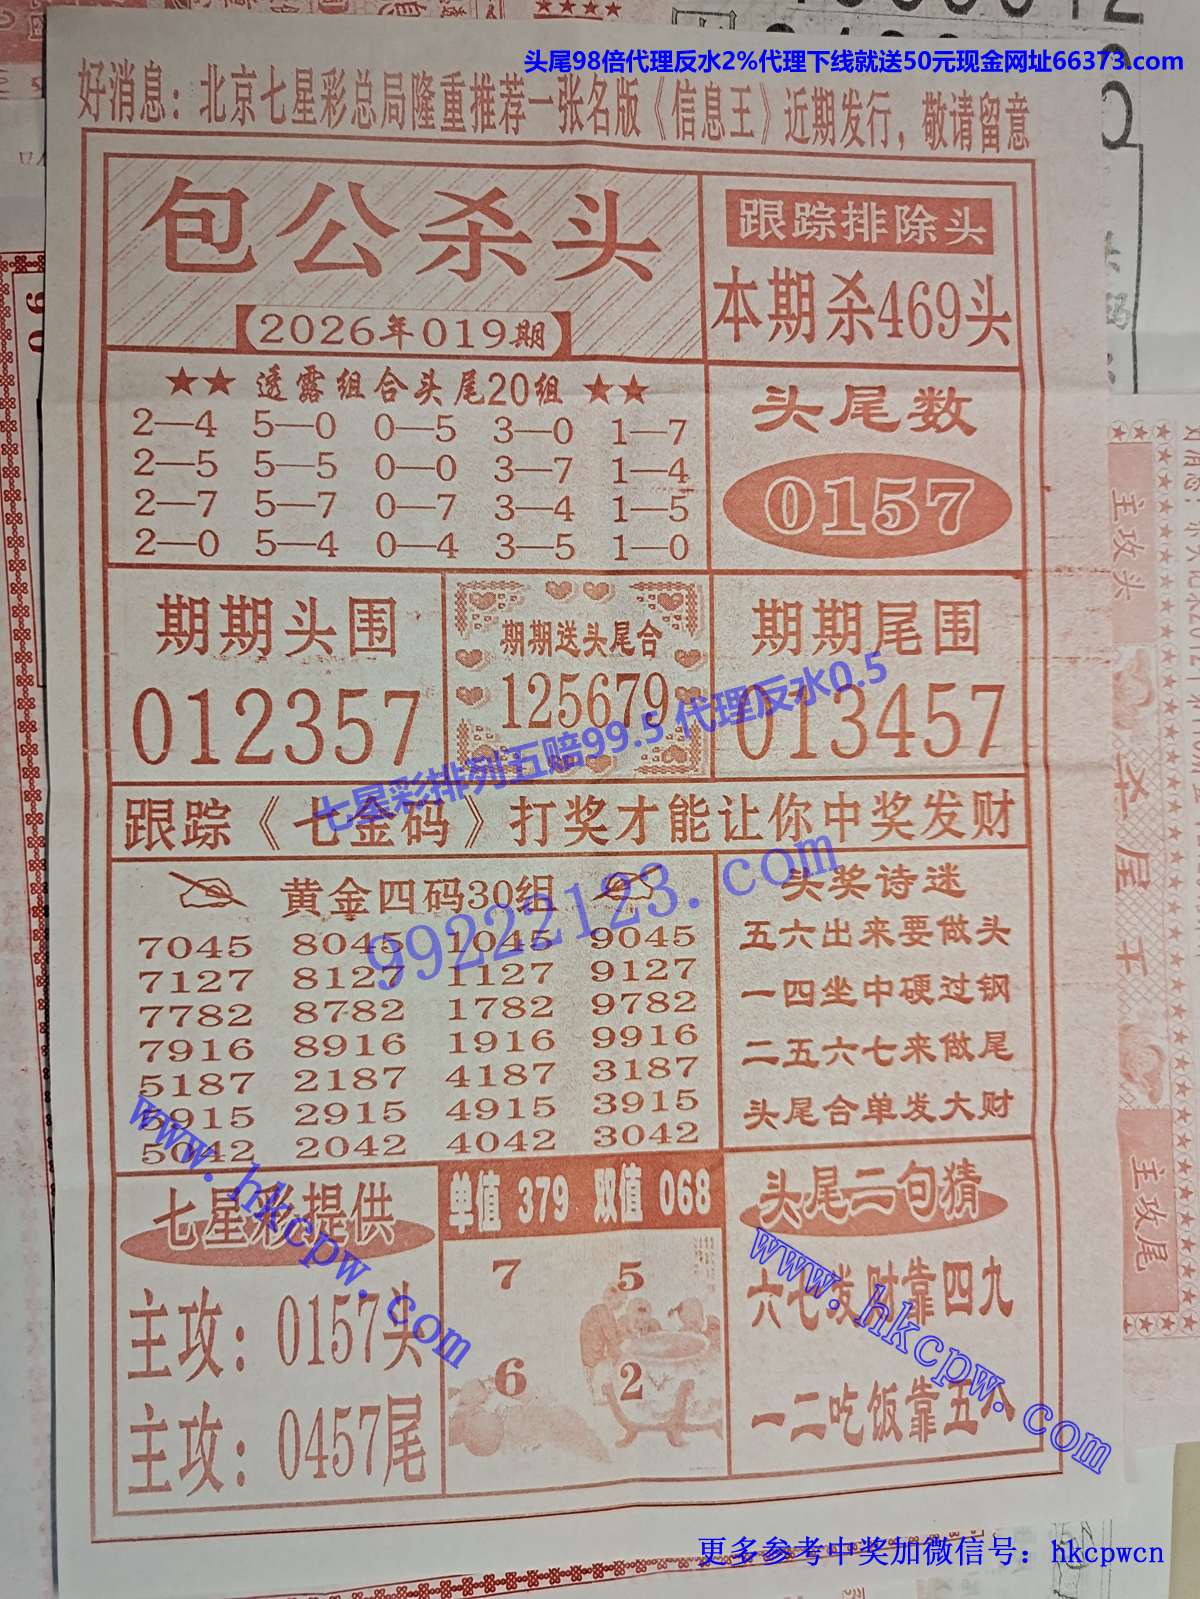 头尾98倍代理反水2%代理下线就送50元现金网址66373.com
好消息：北京七星彩总局隆重推荐一张名版《信息王》近期发行，敬请留意
包公杀头
【2026年019期】
跟踪排除头
本期杀469头
★★ 透露组合头尾20组 ★★
2—4 5—0 0—5 3—0 1—7
2—5 5—5 0—0 3—7 1—4
2—7 5—7 0—7 3—4 1—5
2—0 5—4 0—4 3—5 1—0
头尾数
0157
期期头围
012357
期期送头尾合
125679
期期尾围
013457
七星彩排列五赔99.5 代理反水0.5
跟踪《七金码》打奖才能让你中奖发财
99222123.com
黄金四码30组
7045 8045 1045 9045
7127 8127 1127 9127
7782 8782 1782 9782
7916 8916 1916 9916
5187 2187 4187 3187
5915 2915 4915 3915
5042 2042 4042 3042
头奖诗迷
五六出来要做头
一四坐中硬过钢
二五六七来做尾
头尾合单发大财
www.hkcpw.com
七星彩提供
主攻：0157头
主攻：0457尾
单值 379 双值 068
7 5
6 2
头尾二句猜
六七发财靠四九
一二吃饭靠五八
www.hkcpw.com
主攻头
杀尾王
主攻尾
更多参考中奖加微信号：hkcpwcn